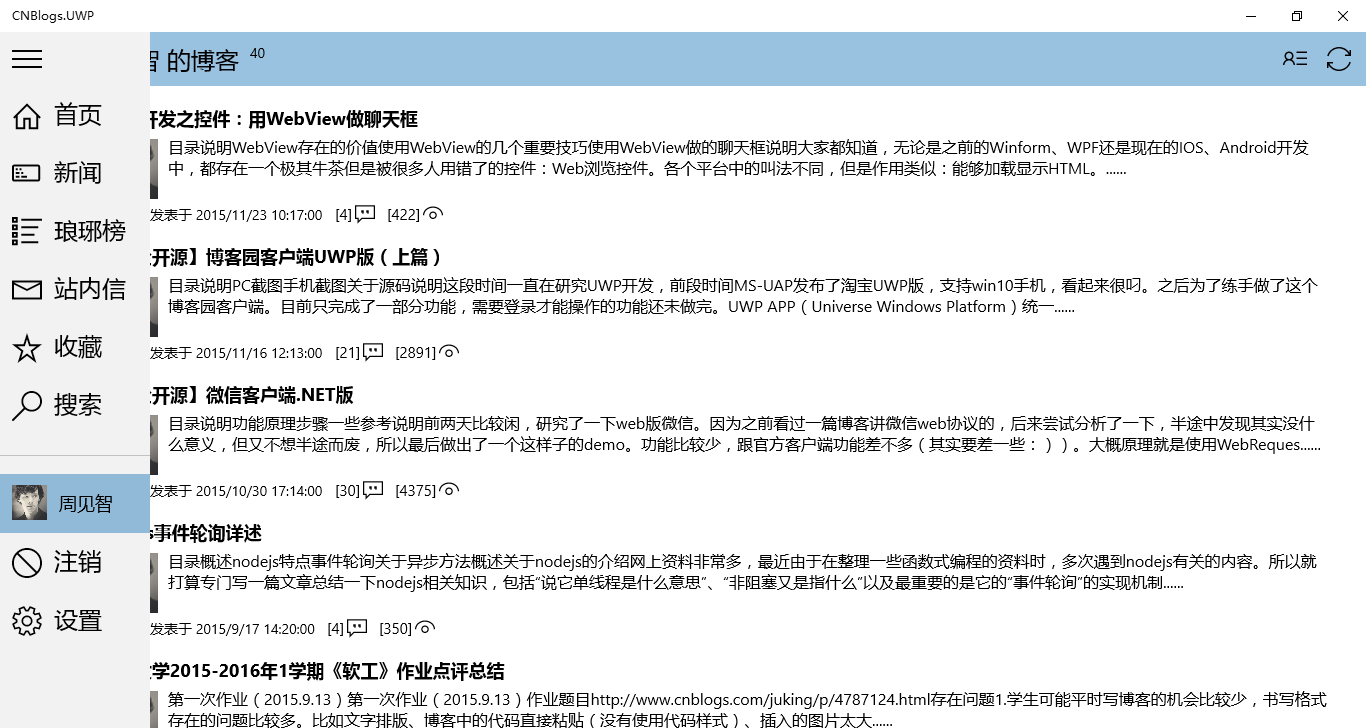 CNBlogs.UWP
智 的博客 40
首页
新闻
琅琊榜
站内信
收藏
搜索
周见智
注销
设置
开发之控件：用WebView做聊天框
目录说明WebView存在的价值使用WebView的几个重要技巧使用WebView做的聊天框说明大家都知道，无论是之前的Winform、WPF还是现在的IOS、Android开发
中，都存在一个极其牛茶但是被很多人用错了的控件：Web浏览控件。各个平台中的叫法不同，但是作用类似：能够加载显示HTML。......
发表于 2015/11/23 10:17:00 [4] [422]
开源】博客园客户端UWP版（上篇）
目录说明PC截图手机截图关于源码说明这段时间一直在研究UWP开发，前段时间MS-UAP发布了淘宝UWP版，支持win10手机，看起来很叼。之后为了练手做了这个
博客园客户端。目前只完成了一部分功能，需要登录才能操作的功能还未做完。UWP APP（Universe Windows Platform）统一......
发表于 2015/11/16 12:13:00 [21] [2891]
开源】微信客户端.NET版
目录说明功能原理步骤一些参考说明前两天比较闲，研究了一下web版微信。因为之前看过一篇博客讲微信web协议的，后来尝试分析了一下，半途中发现其实没什
么意义，但又不想半途而废，所以最后做出了一个这样子的demo。功能比较少，跟官方客户端功能差不多（其实要差一些：））。大概原理就是使用WebReques......
发表于 2015/10/30 17:14:00 [30] [4375]
s事件轮询详述
目录概述nodejs特点事件轮询关于异步方法概述关于nodejs的介绍网上资料非常多，最近由于在整理一些函数式编程的资料时，多次遇到nodejs有关的内容。所以就
打算专门写一篇文章总结一下nodejs相关知识，包括“说它单线程是什么意思”、“非阻塞又是指什么”以及最重要的是它的“事件轮询”的实现机制......
发表于 2015/9/17 14:20:00 [4] [350]
学2015-2016年1学期《软工》作业点评总结
第一次作业（2015.9.13）第一次作业（2015.9.13）作业题目http://www.cnblogs.com/juking/p/4787124.html存在问题1.学生可能平时写博客的机会比较少，书写格式
存在的问题比较多。比如文字排版、博客中的代码直接粘贴（没有使用代码样式）、插入的图片太大......